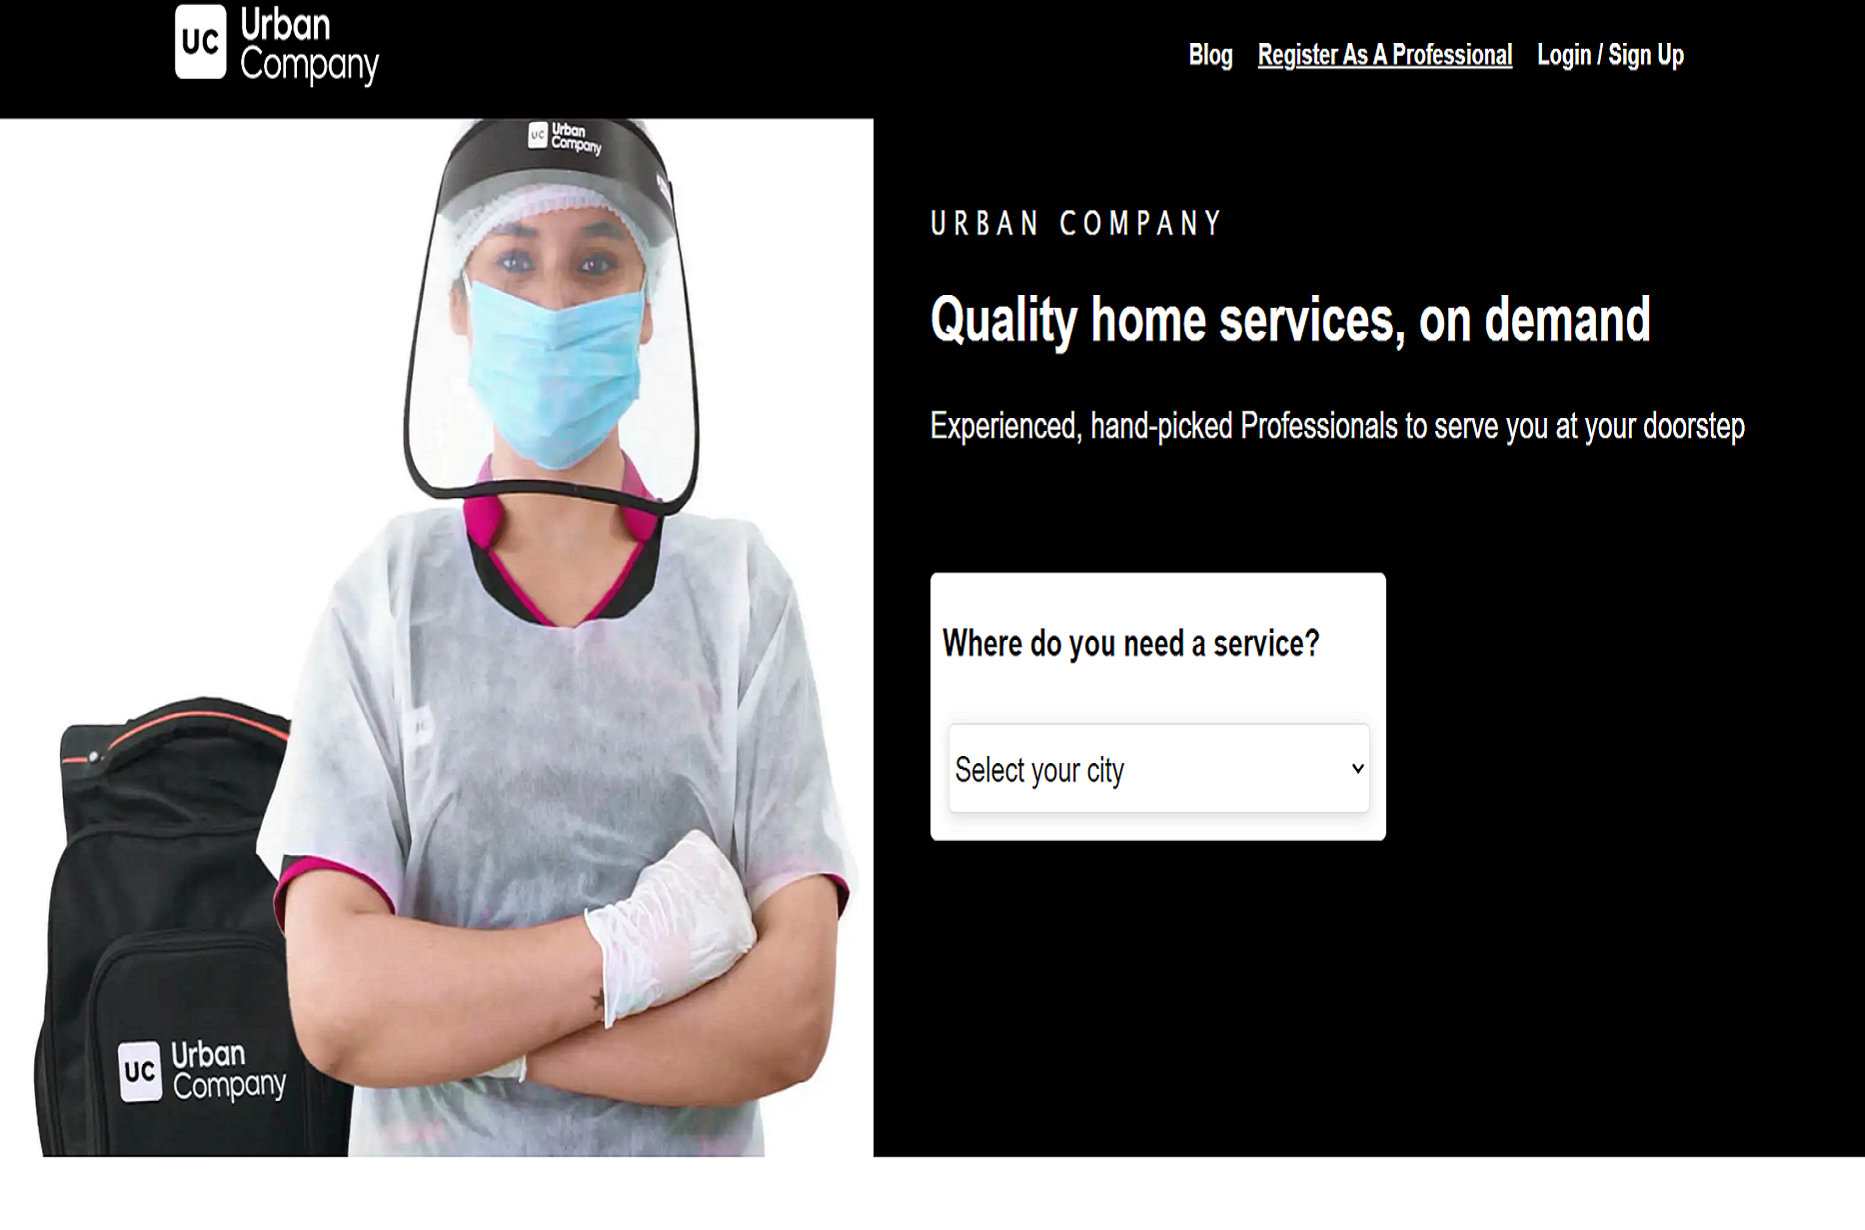 UC Urban
Company
Blog Register As A Professional Login / Sign Up
UC Urban
Company
URBAN COMPANY
Quality home services, on demand
Experienced, hand-picked Professionals to serve you at your doorstep
Where do you need a service?
Select your city
UC Urban
Company